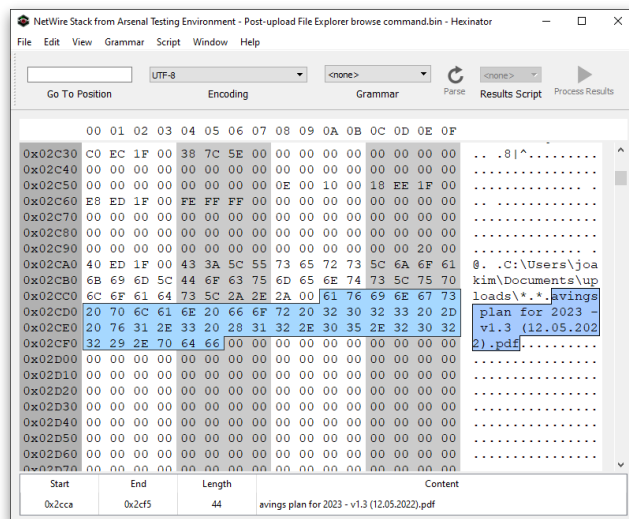 NetWire Stack from Arsenal Testing Environment - Post-upload File Explorer browse command.bin - Hexinator
File Edit View Grammar Script Window Help
UTF-8 <none> <none>
Go To Position Encoding Grammar Parse Results Script Process Results
00 01 02 03 04 05 06 07 08 09 0A 0B 0C 0D 0E 0F
0x02C30 C0 EC 1F 00 38 7C 5E 00 00 00 00 00 00 00 00 00 .. .8|^.........
0x02C40 00 00 00 00 00 00 00 00 00 00 00 00 00 00 00 00 ................
0x02C50 00 00 00 00 00 00 00 00 0E 00 10 00 18 EE 1F 00 .............. .
0x02C60 E8 ED 1F 00 FE FF FF 00 00 00 00 00 00 00 00 00 .. .............
0x02C70 00 00 00 00 00 00 00 00 00 00 00 00 00 00 00 00 ................
0x02C80 00 00 00 00 00 00 00 00 00 00 00 00 00 00 00 00 ................
0x02C90 00 00 00 00 00 00 00 00 00 00 00 00 00 00 20 00 .............. .
0x02CA0 40 ED 1F 00 43 3A 5C 55 73 65 72 73 5C 6A 6F 61 @. .C:\Users\joa
0x02CB0 6B 69 6D 5C 44 6F 63 75 6D 65 6E 74 73 5C 75 70 kim\Documents\up
0x02CC0 6C 6F 61 64 73 5C 2A 2E 2A 00 61 76 69 6E 67 73 loads\*.*.avings
0x02CD0 20 70 6C 61 6E 20 66 6F 72 20 32 30 32 33 20 2D plan for 2023 -
0x02CE0 20 76 31 2E 33 20 28 31 32 2E 30 35 2E 32 30 32 v1.3 (12.05.202
0x02CF0 32 29 2E 70 64 66 00 00 00 00 00 00 00 00 00 00 2).pdf..........
0x02D00 00 00 00 00 00 00 00 00 00 00 00 00 00 00 00 00 ................
0x02D10 00 00 00 00 00 00 00 00 00 00 00 00 00 00 00 00 ................
0x02D20 00 00 00 00 00 00 00 00 00 00 00 00 00 00 00 00 ................
0x02D30 00 00 00 00 00 00 00 00 00 00 00 00 00 00 00 00 ................
0x02D40 00 00 00 00 00 00 00 00 00 00 00 00 00 00 00 00 ................
0x02D50 00 00 00 00 00 00 00 00 00 00 00 00 00 00 00 00 ................
0x02D60 00 00 00 00 00 00 00 00 00 00 00 00 00 00 00 00 ................
0x02D70 00 00 00 00 00 00 00 00 00 00 00 00 00 00 00 00 ................
Start End Length Content
0x2cca 0x2cf5 44 avings plan for 2023 - v1.3 (12.05.2022).pdf